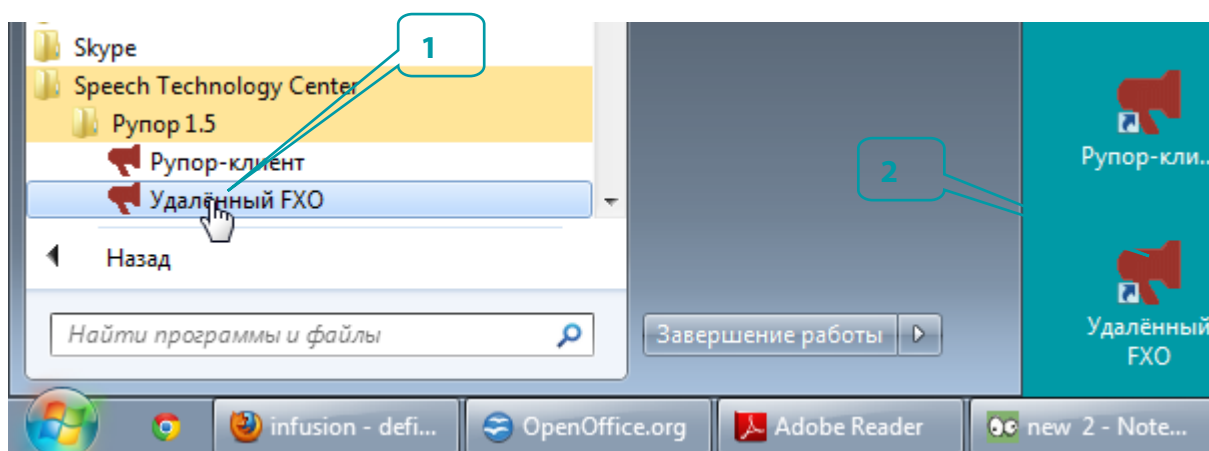 Skype
1
Speech Technology Center
Рупор 1.5
Рупор-клиент
Удалённый FXO
Назад
Найти программы и файлы
Завершение работы
2
Рупор-кли...
Удалённый
FXO
infusion - defi...
OpenOffice.org
Adobe Reader
new 2 - Note...